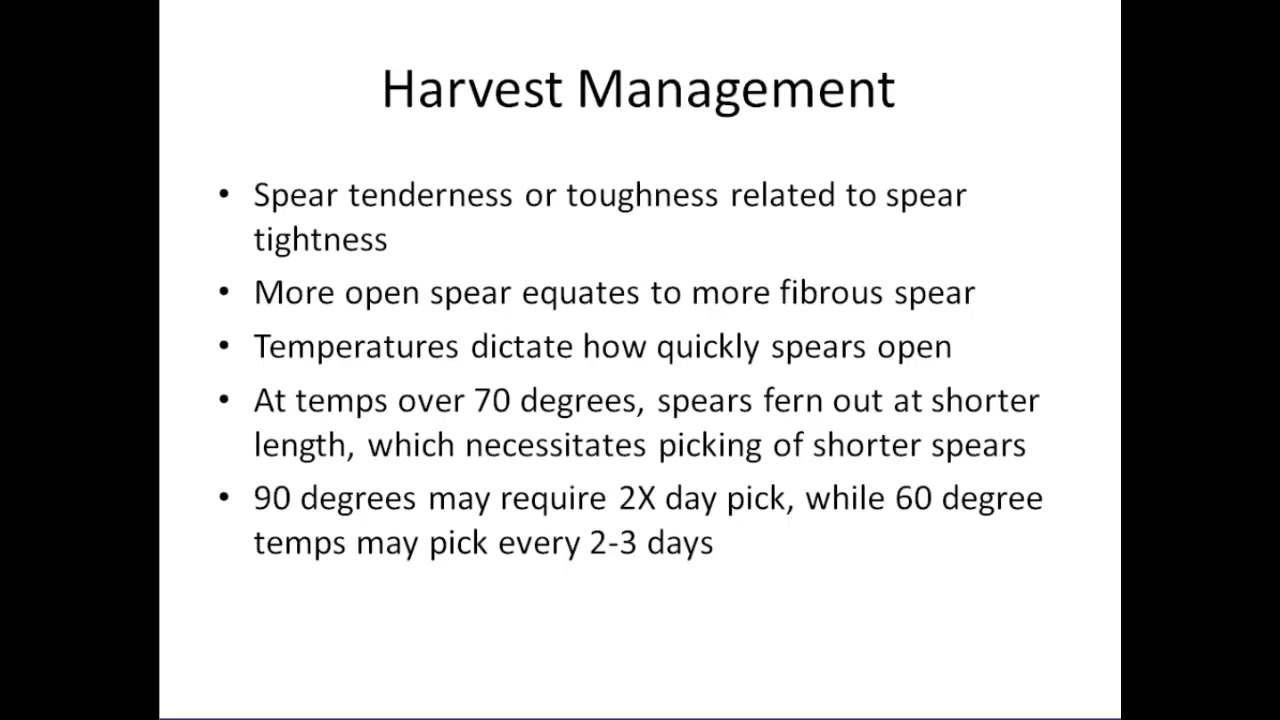 Harvest Management
• Spear tenderness or toughness related to spear
tightness
• More open spear equates to more fibrous spear
• Temperatures dictate how quickly spears open
• At temps over 70 degrees, spears fern out at shorter
length, which necessitates picking of shorter spears
• 90 degrees may require 2X day pick, while 60 degree
temps may pick every 2-3 days